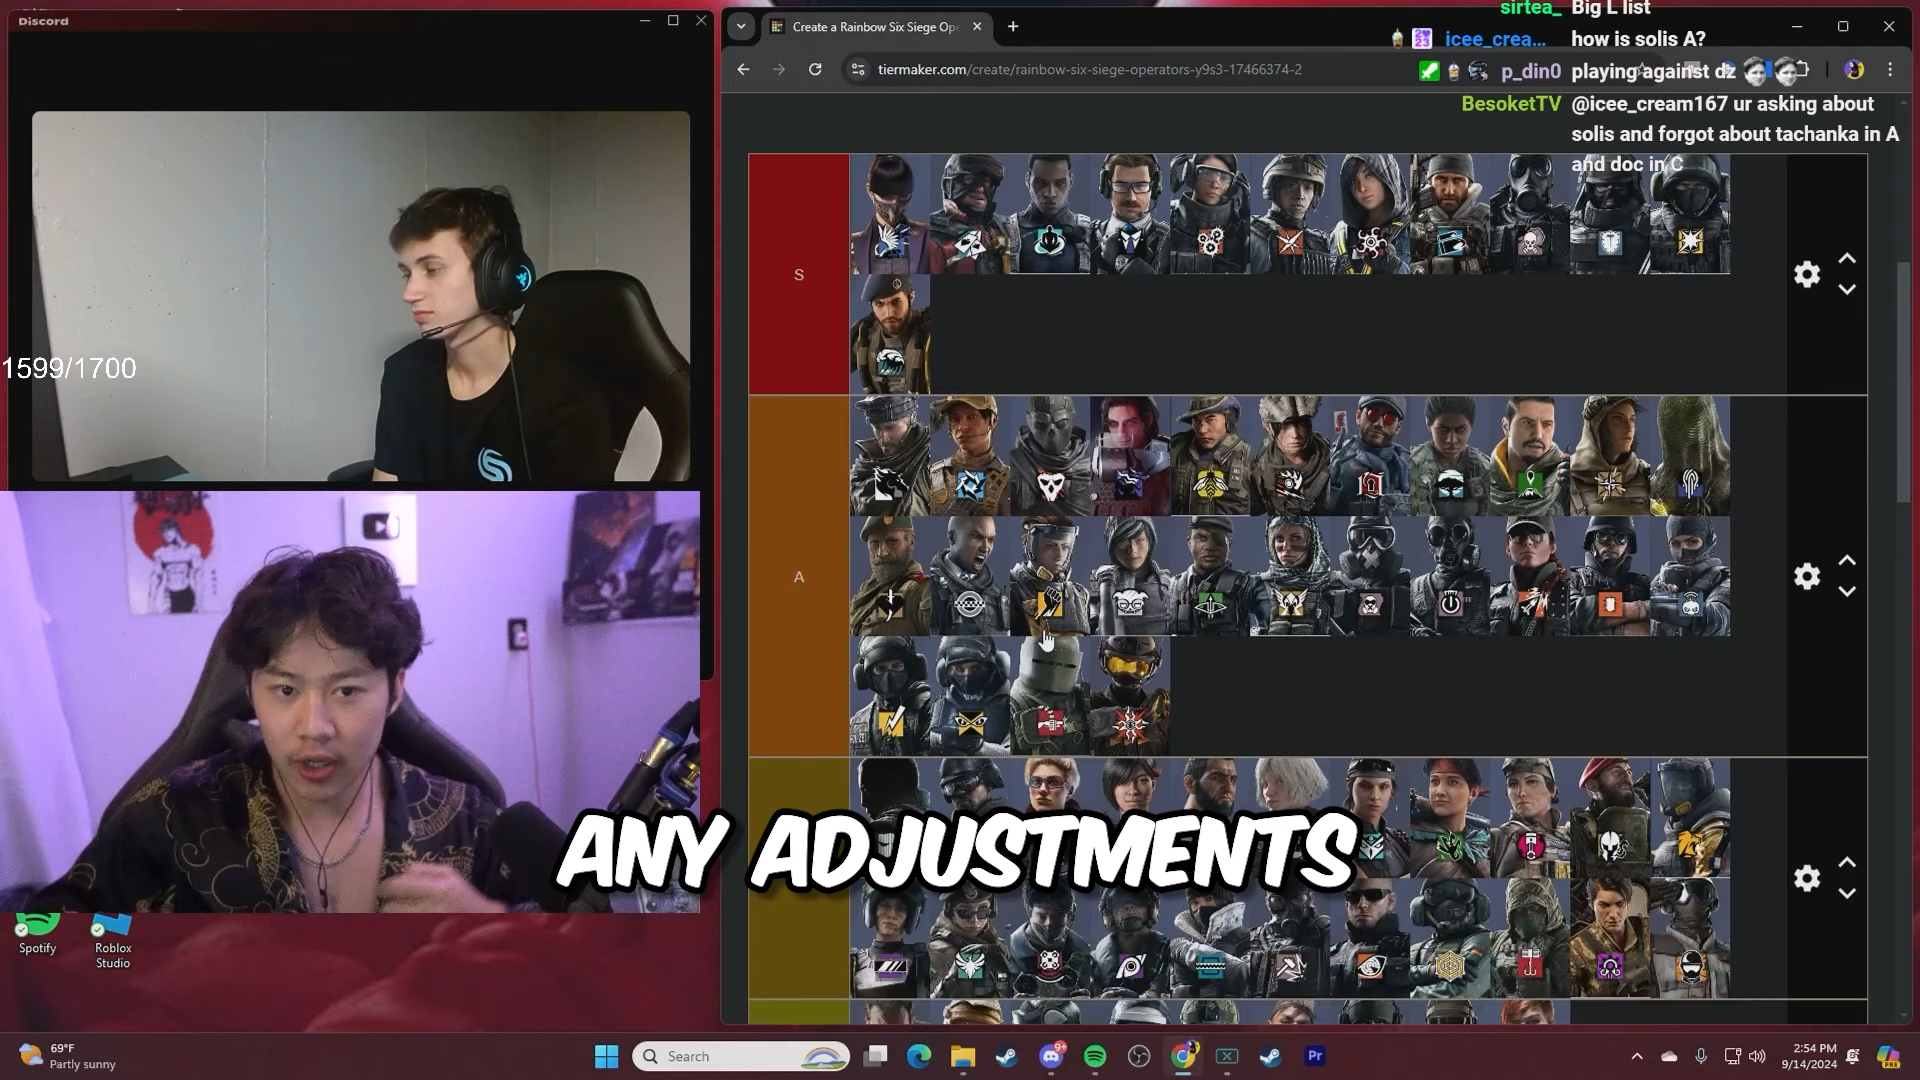 Discord
Create a Rainbow Six Siege Ope
tiermaker.com/create/rainbow-six-siege-operators-y9s3-17466374-2
sirtea_ Big L list
icee_crea... how is solis A?
p_din0 playing against dz
BesoketTV @icee_cream167 ur asking about
solis and forgot about tachanka in A
and doc in C
S
1599/1700
A
ANY ADJUSTMENTS
Spotify
Roblox
Studio
69°F
Partly sunny
Search
9+
Pr
2:54 PM
9/14/2024
PRE